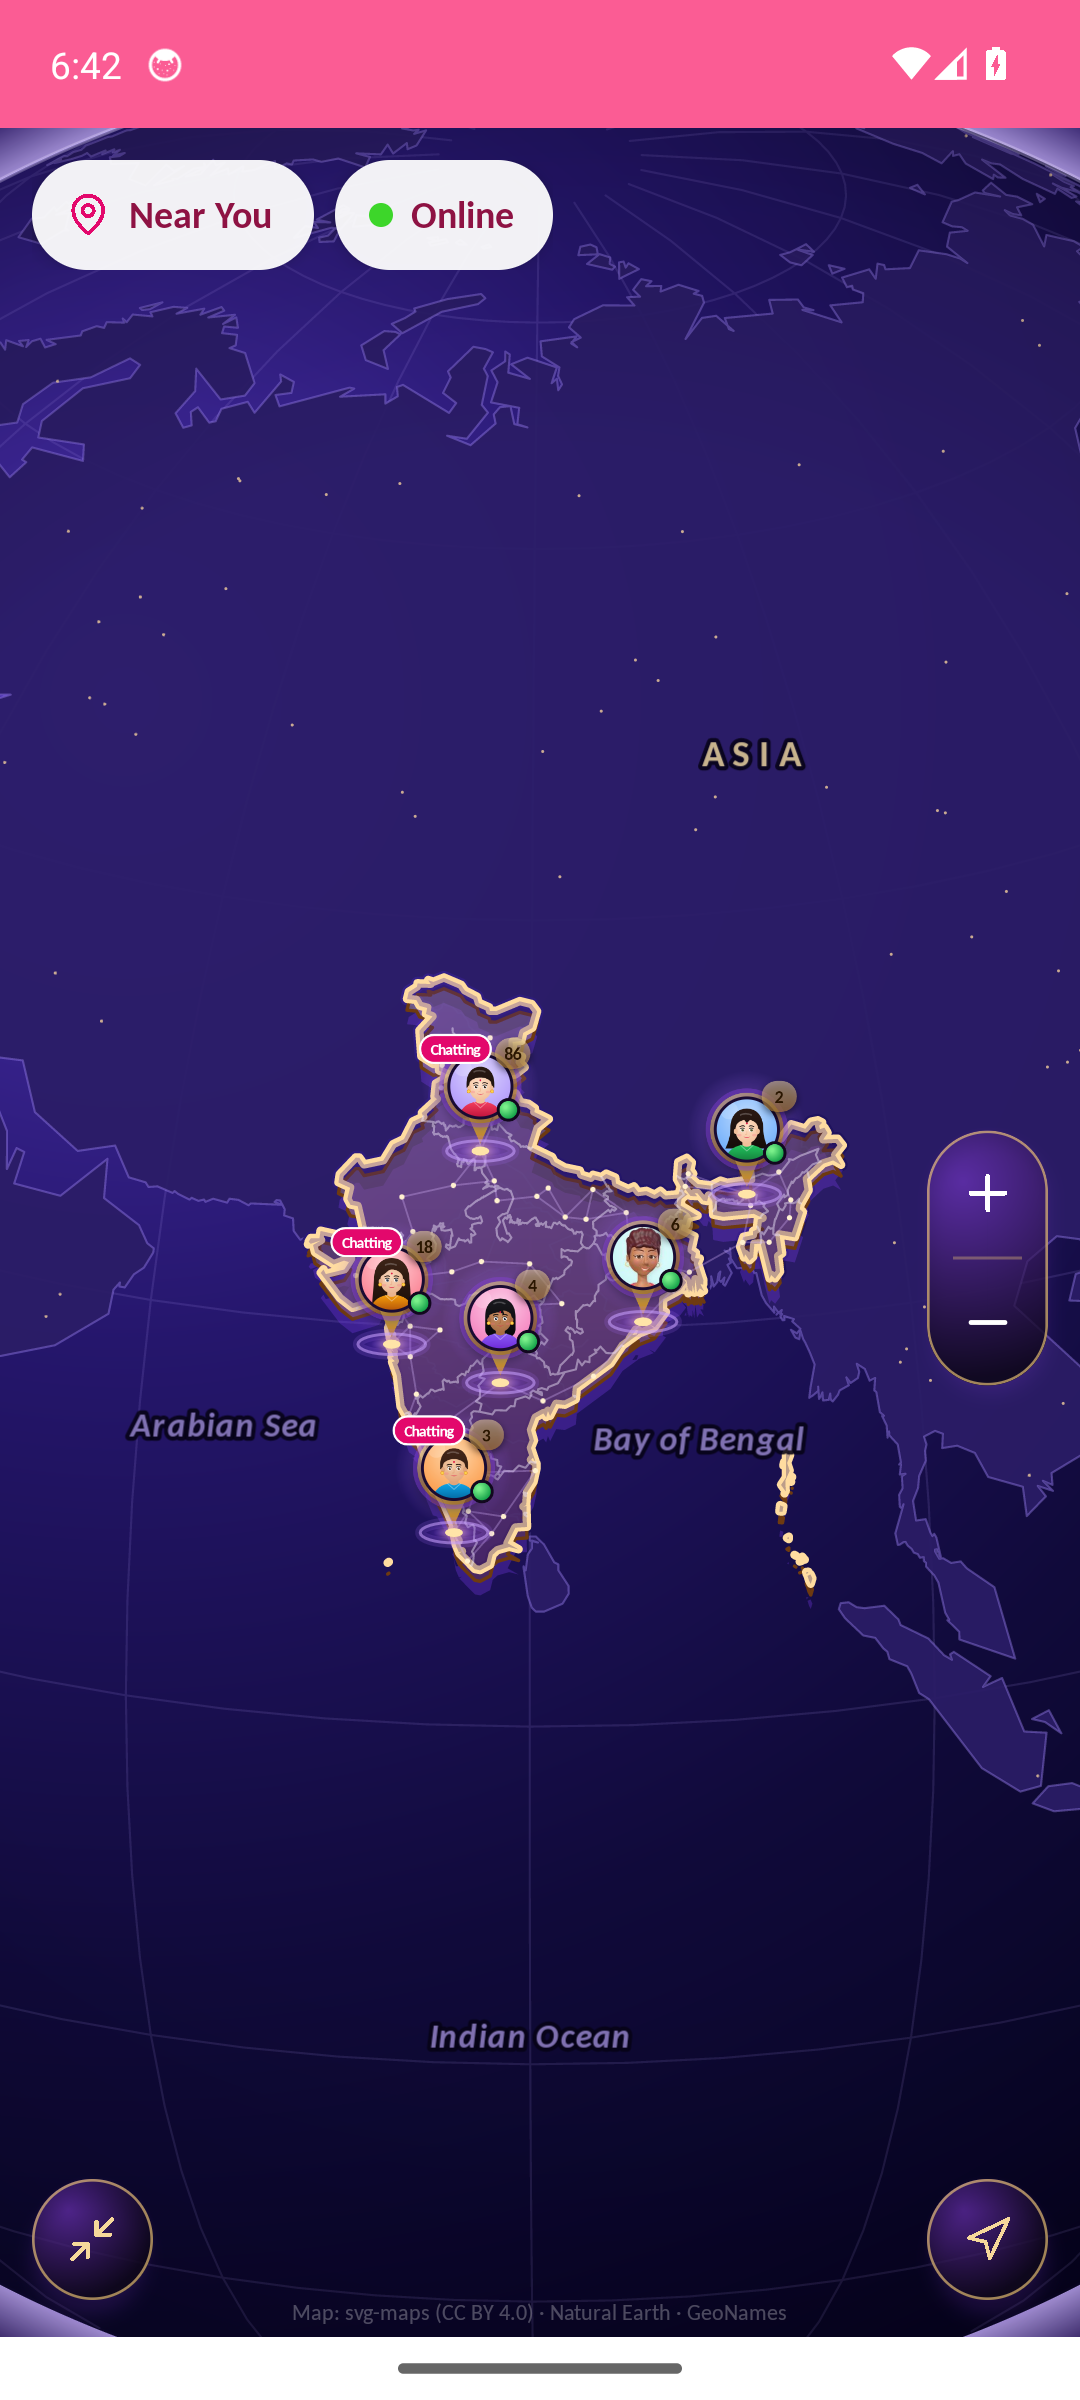 6:42
Near You
Online
ASIA
Chatting
86
2
6
Chatting
18
4
Arabian Sea
Chatting
3
Bay of Bengal
Indian Ocean
Map: svg-maps (CC BY 4.0) · Natural Earth · GeoNames